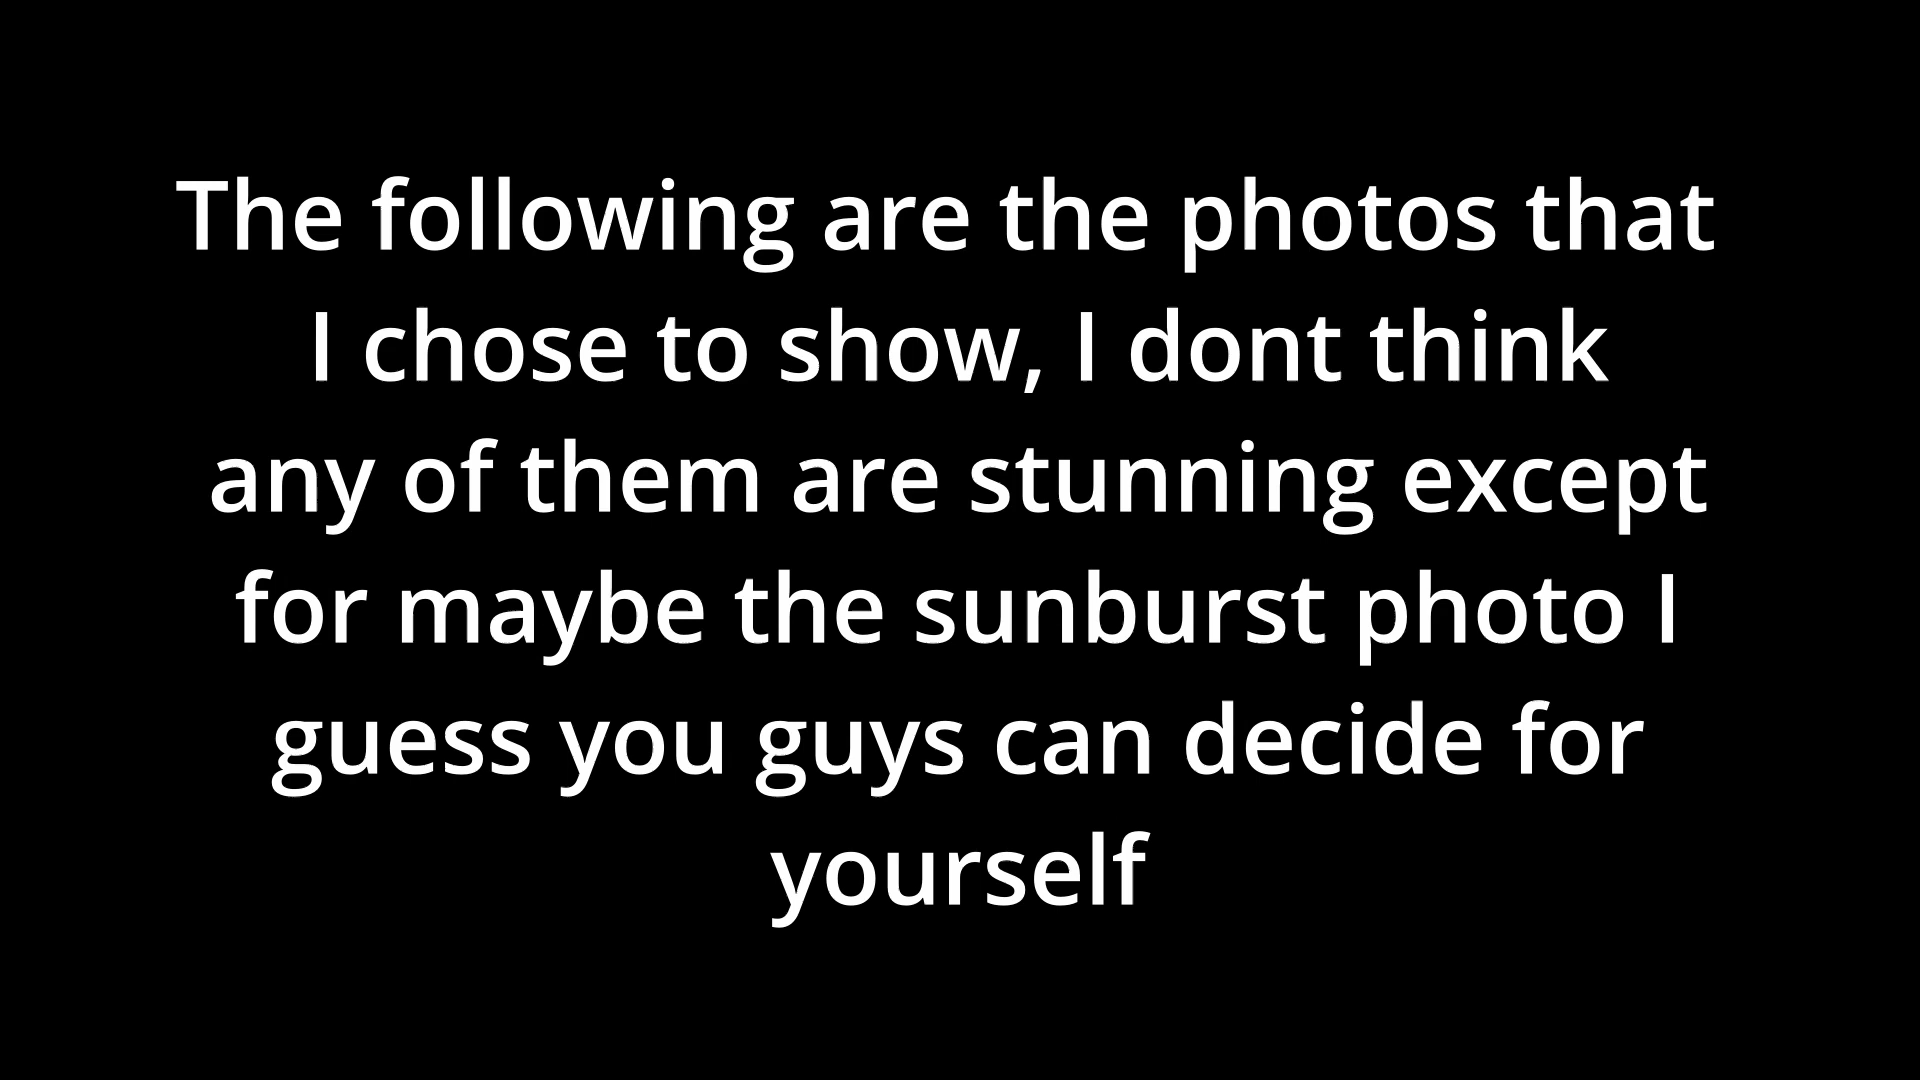 The following are the photos that
I chose to show, I dont think
any of them are stunning except
for maybe the sunburst photo I
guess you guys can decide for
yourself